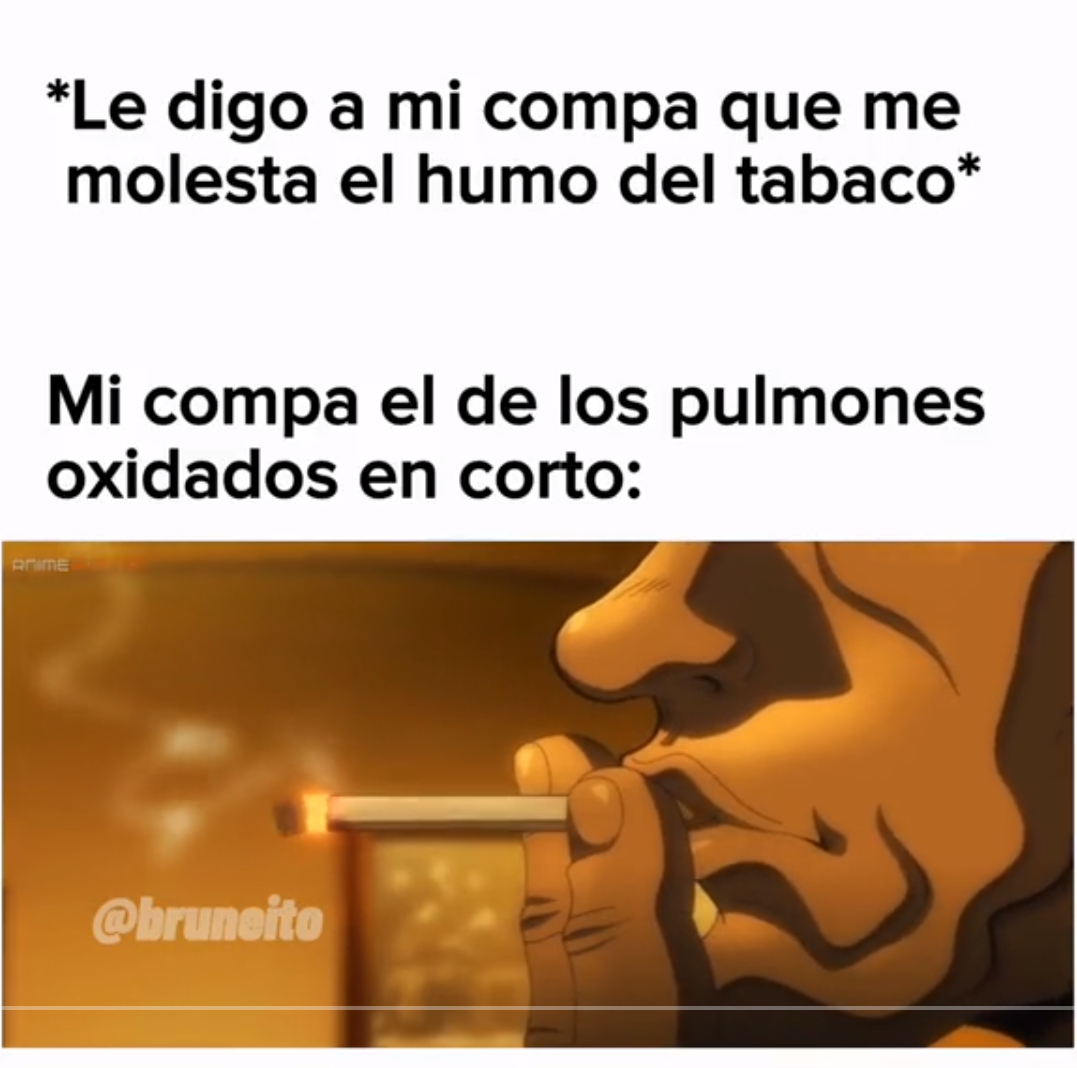 *Le digo a mi compa que me
molesta el humo del tabaco*
Mi compa el de los pulmones
oxidados en corto:
ANIME
@bruneito